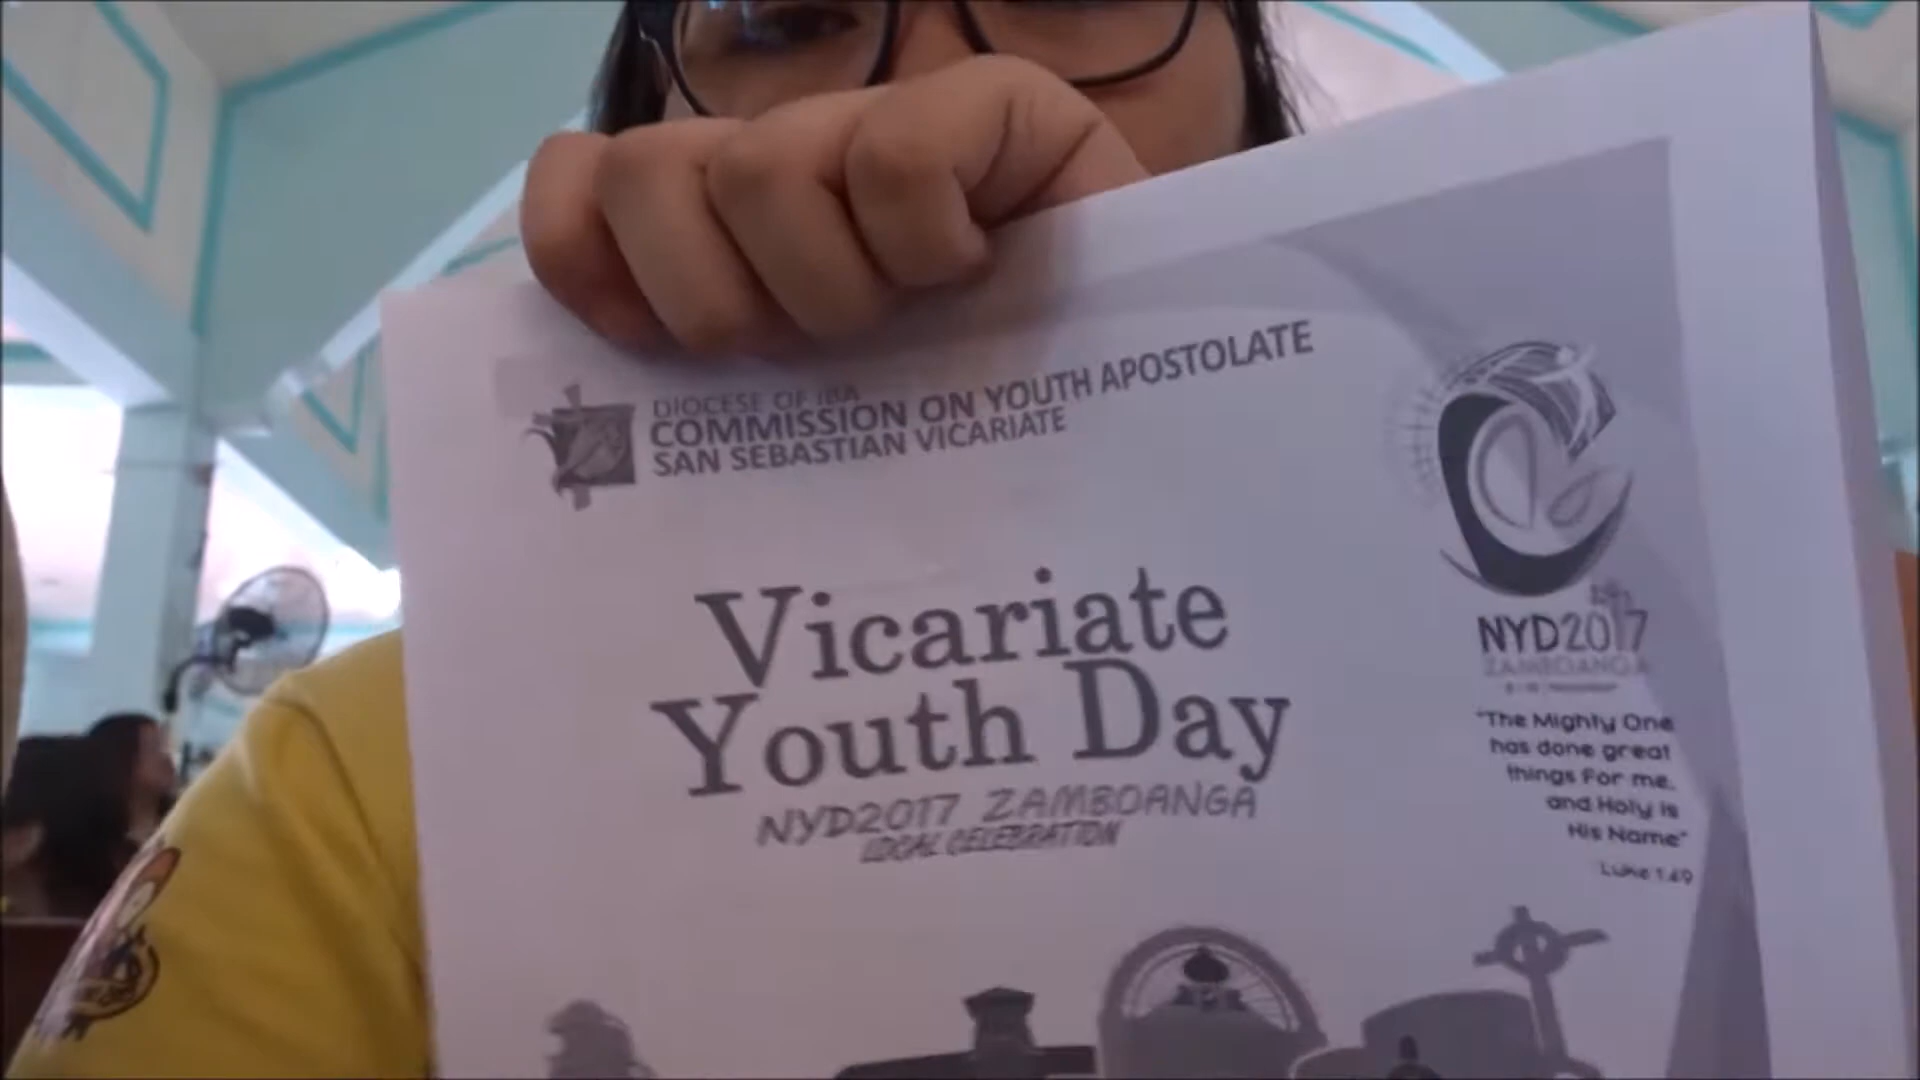 DIOCESE OF IBA
COMMISSION ON YOUTH APOSTOLATE
SAN SEBASTIAN VICARIATE
Vicariate
Youth Day
NYD2017 ZAMBOANGA
LOCAL CELEBRATION
NYD2017
ZAMBOANGA
"The Mighty One
has done great
things for me,
and Holy is
His Name"
Luke 1:49